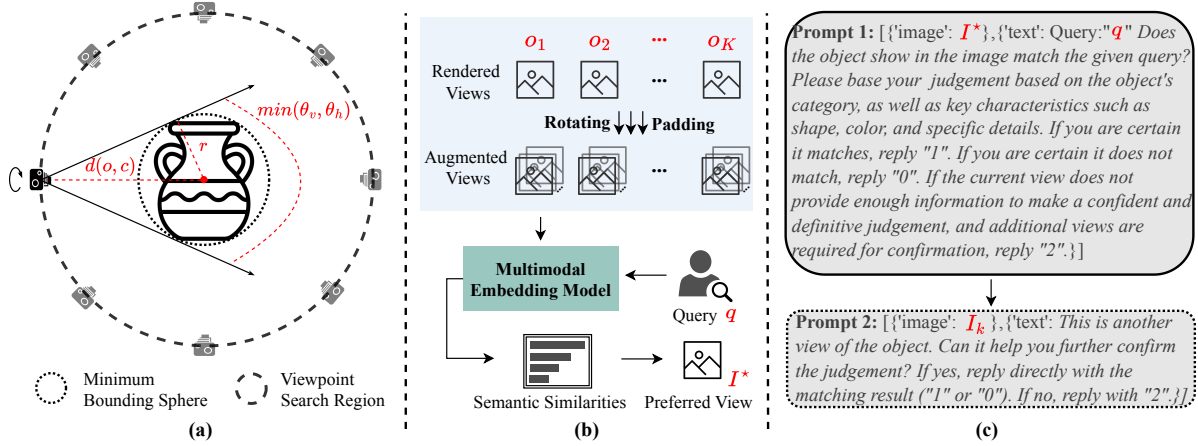 min(θ_v, θ_h)
r
d(o, c)
Minimum
Bounding Sphere
Viewpoint
Search Region
(a)
o_1 o_2 ... o_K
Rendered
Views
...
Rotating Padding
Augmented
Views
...
Multimodal
Embedding Model
Query q
Semantic Similarities
I⋆
Preferred View
(b)
Prompt 1: [{'image': I⋆},{'text': Query:"q" Does
the object show in the image match the given query?
Please base your judgement based on the object's
category, as well as key characteristics such as
shape, color, and specific details. If you are certain
it matches, reply "1". If you are certain it does not
match, reply "0". If the current view does not
provide enough information to make a confident and
definitive judgement, and additional views are
required for confirmation, reply "2".}]
Prompt 2: [{'image': I_k },{'text': This is another
view of the object. Can it help you further confirm
the judgement? If yes, reply directly with the
matching result ("1" or "0"). If no, reply with "2".}]
(c)